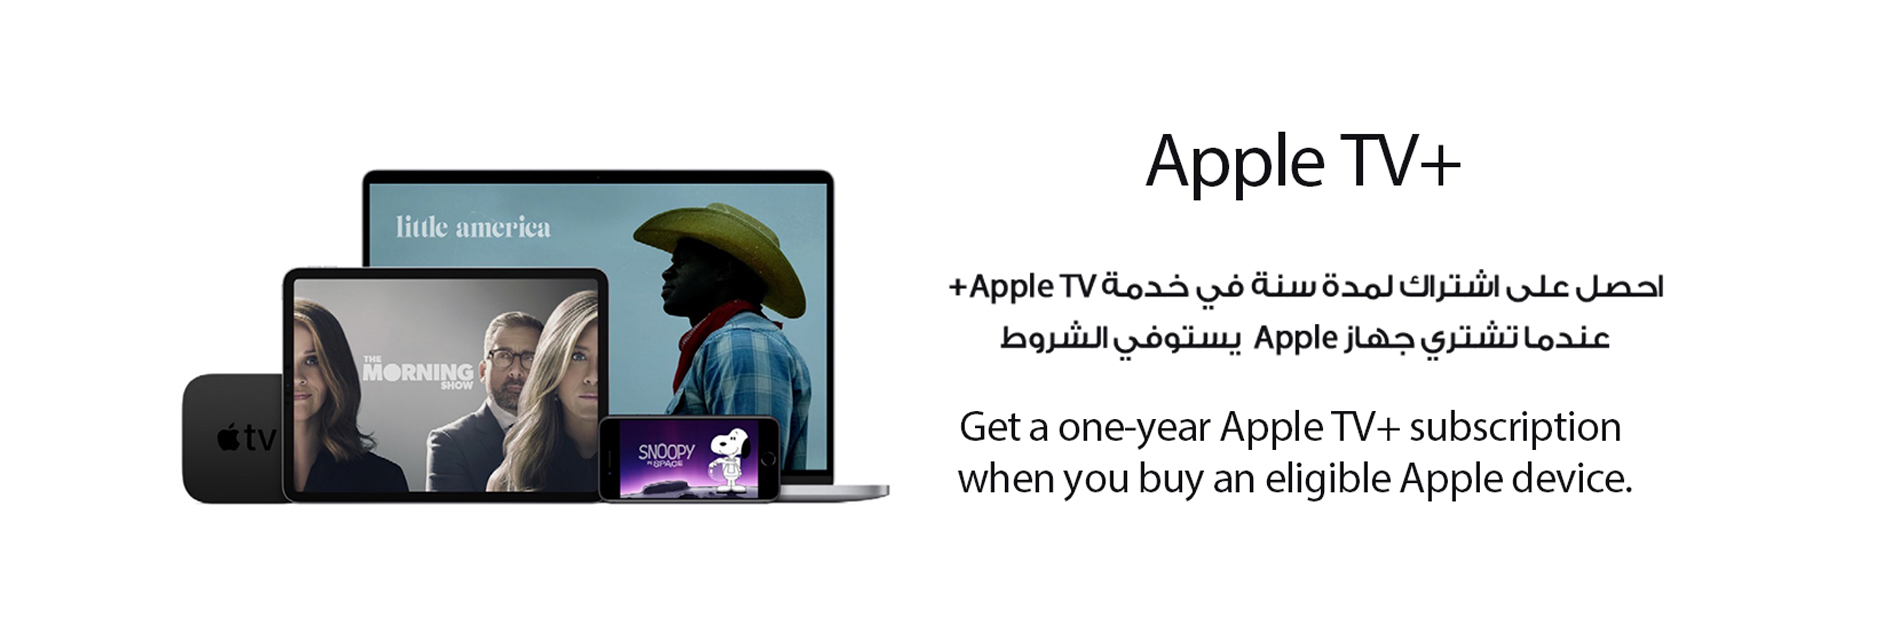 Apple TV+
احصل على اشتراك لمدة سنة في خدمة Apple TV+
عندما تشتري جهاز Apple يستوفي الشروط
Get a one-year Apple TV+ subscription
when you buy an eligible Apple device.
little america
THE
MORNING
SHOW
tv
SNOOPY
IN SPACE